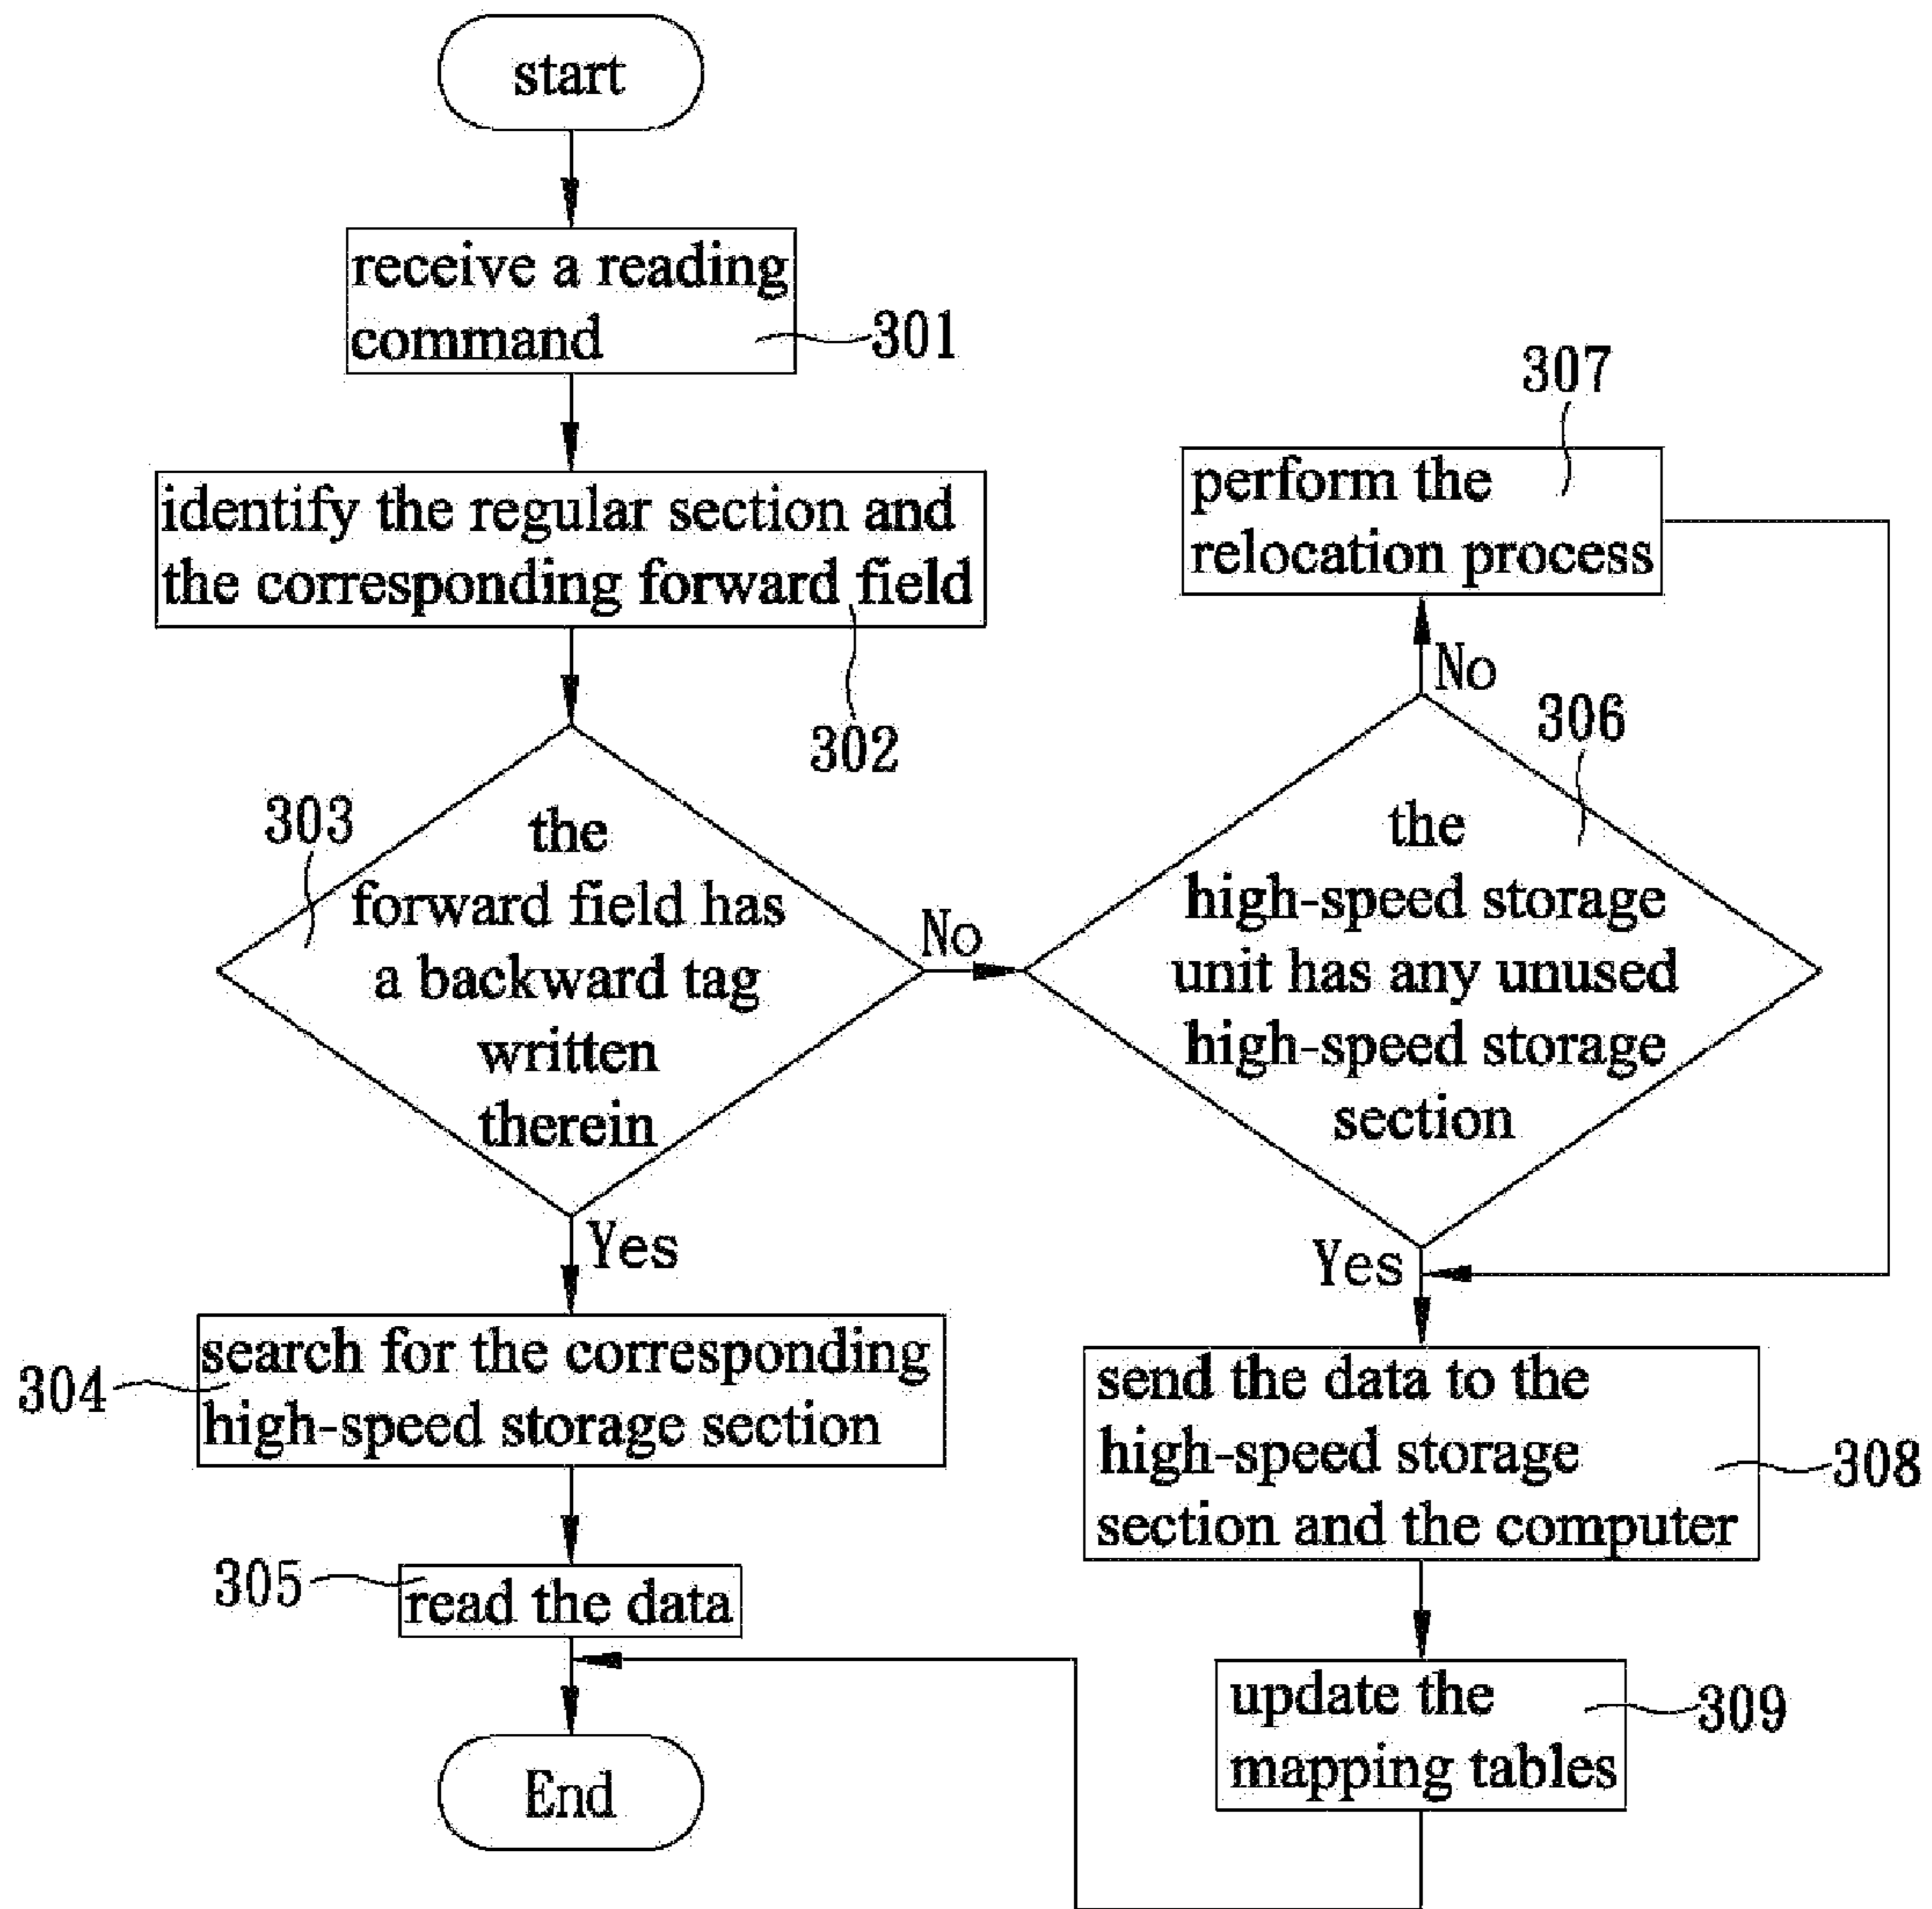 start
receive a reading
command
301
identify the regular section and
the corresponding forward field
302
303
the
forward field has
a backward tag
written
therein
No
Yes
304
search for the corresponding
high-speed storage section
305
read the data
End
307
perform the
relocation process
No
306
the
high-speed storage
unit has any unused
high-speed storage
section
Yes
send the data to the
high-speed storage
section and the computer
308
update the
mapping tables
309